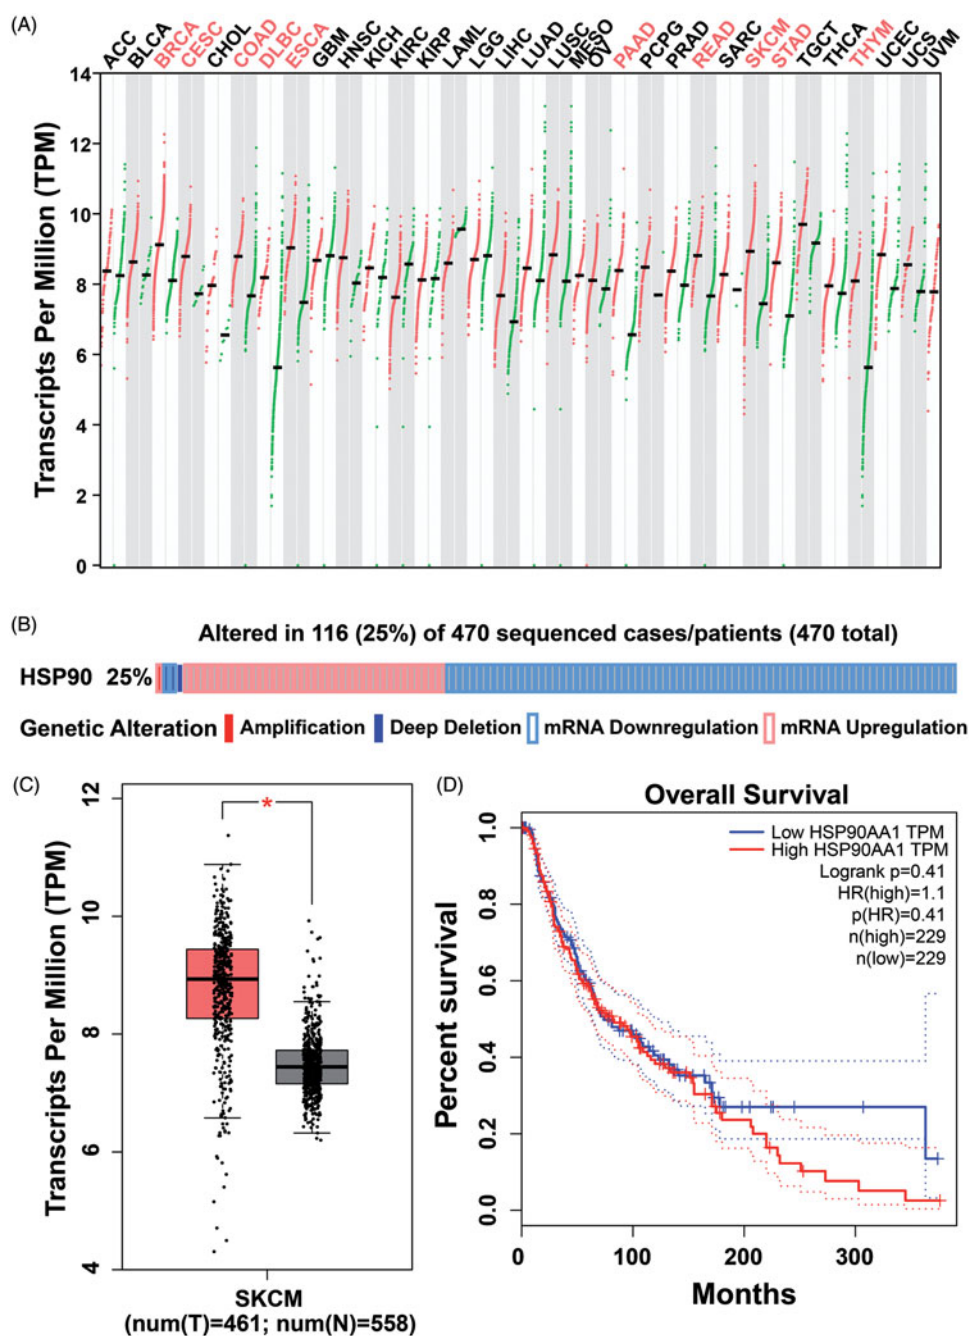 (A)
ACC BLCA BRCA CESC CHOL COAD DLBC ESCA GBM HNSC KICH KIRC KIRP LAML LGG LIHC LUAD LUSC MESO OV PAAD PCPG PRAD READ SARC SKCM STAD TGCT THCA THYM UCEC UCS UVM
Transcripts Per Million (TPM)
14
12
10
8
6
4
2
0
(B)
Altered in 116 (25%) of 470 sequenced cases/patients (470 total)
HSP90 25%
Genetic Alteration Amplification Deep Deletion mRNA Downregulation mRNA Upregulation
(C)
Transcripts Per Million (TPM)
12
10
8
6
4
*
SKCM
(num(T)=461; num(N)=558)
(D)
Overall Survival
Percent survival
1.0
0.8
0.6
0.4
0.2
0.0
Low HSP90AA1 TPM
High HSP90AA1 TPM
Logrank p=0.41
HR(high)=1.1
p(HR)=0.41
n(high)=229
n(low)=229
0 100 200 300
Months